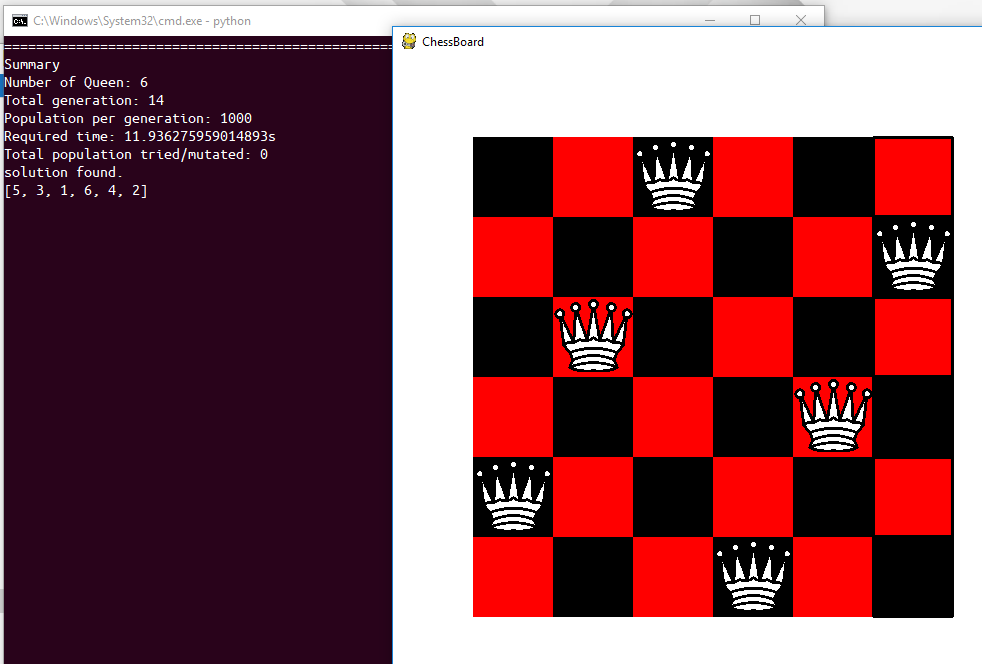 C:\Windows\System32\cmd.exe - python
ChessBoard
Summary
Number of Queen: 6
Total generation: 14
Population per generation: 1000
Required time: 11.936275959014893s
Total population tried/mutated: 0
solution found.
[5, 3, 1, 6, 4, 2]